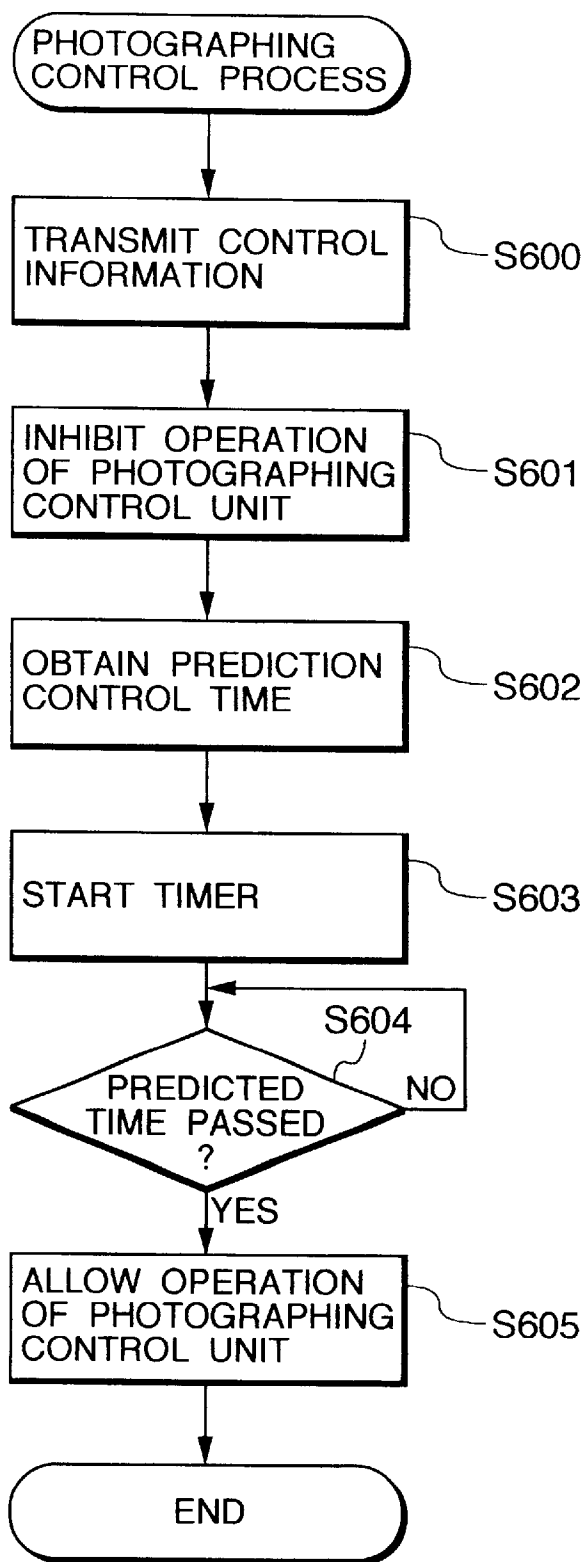 PHOTOGRAPHING
CONTROL PROCESS
TRANSMIT CONTROL
INFORMATION
S600
INHIBIT OPERATION
OF PHOTOGRAPHING
CONTROL UNIT
S601
OBTAIN PREDICTION
CONTROL TIME
S602
START TIMER
S603
S604
PREDICTED
TIME PASSED
?
NO
YES
ALLOW OPERATION
OF PHOTOGRAPHING
CONTROL UNIT
S605
END